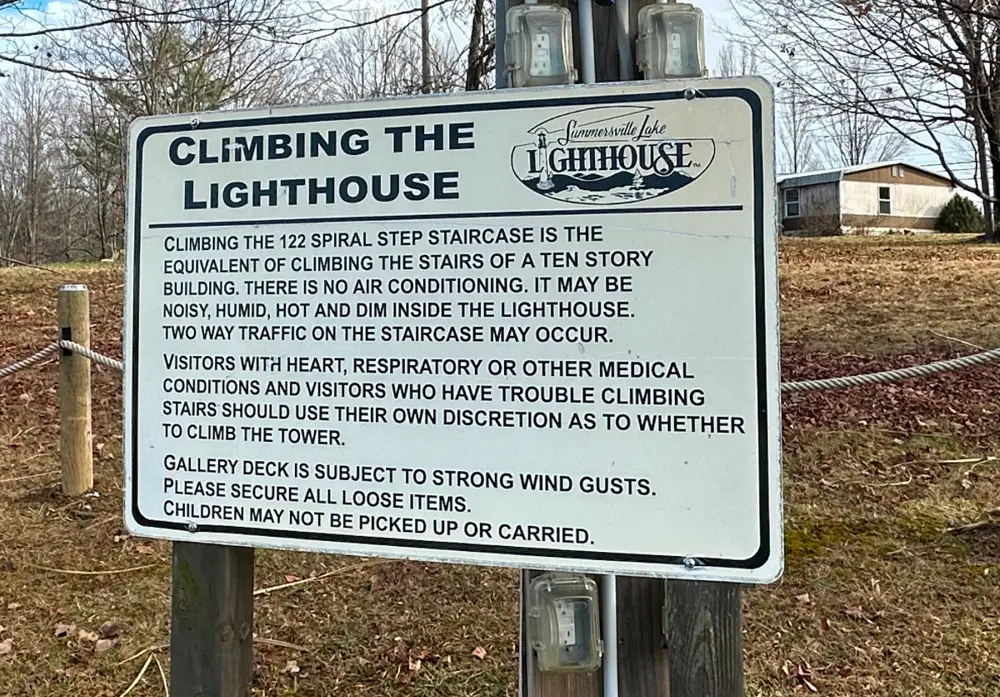 CLIMBING THE
LIGHTHOUSE
Summersville Lake
LIGHTHOUSE™
CLIMBING THE 122 SPIRAL STEP STAIRCASE IS THE
EQUIVALENT OF CLIMBING THE STAIRS OF A TEN STORY
BUILDING. THERE IS NO AIR CONDITIONING. IT MAY BE
NOISY, HUMID, HOT AND DIM INSIDE THE LIGHTHOUSE.
TWO WAY TRAFFIC ON THE STAIRCASE MAY OCCUR.
VISITORS WITH HEART, RESPIRATORY OR OTHER MEDICAL
CONDITIONS AND VISITORS WHO HAVE TROUBLE CLIMBING
STAIRS SHOULD USE THEIR OWN DISCRETION AS TO WHETHER
TO CLIMB THE TOWER.
GALLERY DECK IS SUBJECT TO STRONG WIND GUSTS.
PLEASE SECURE ALL LOOSE ITEMS.
CHILDREN MAY NOT BE PICKED UP OR CARRIED.